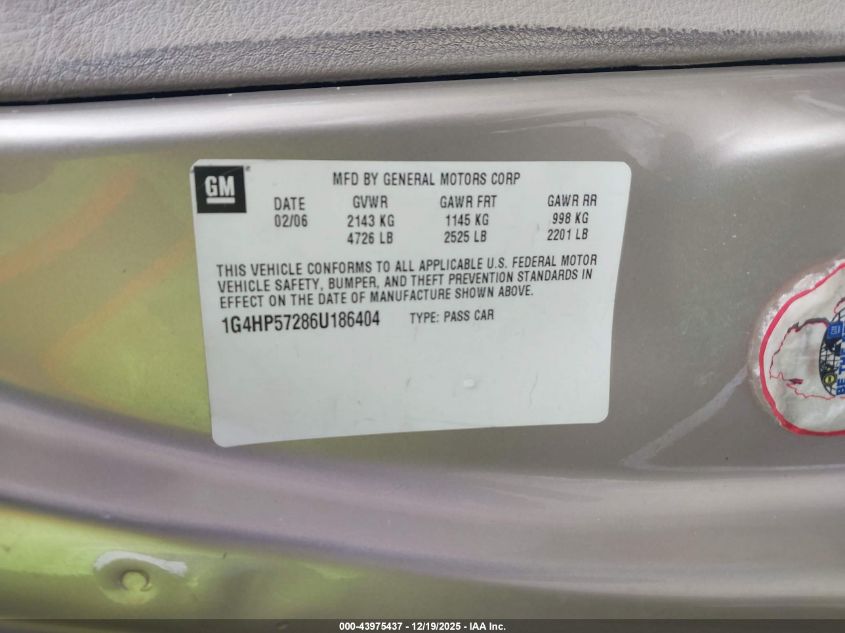 GM
MFD BY GENERAL MOTORS CORP
DATE GVWR GAWR FRT GAWR RR
02/06 2143 KG 1145 KG 998 KG
4726 LB 2525 LB 2201 LB
THIS VEHICLE CONFORMS TO ALL APPLICABLE U.S. FEDERAL MOTOR
VEHICLE SAFETY, BUMPER, AND THEFT PREVENTION STANDARDS IN
EFFECT ON THE DATE OF MANUFACTURE SHOWN ABOVE.
1G4HP57286U186404 TYPE: PASS CAR
BE THE
000-43975437 - 12/19/2025 - IAA Inc.